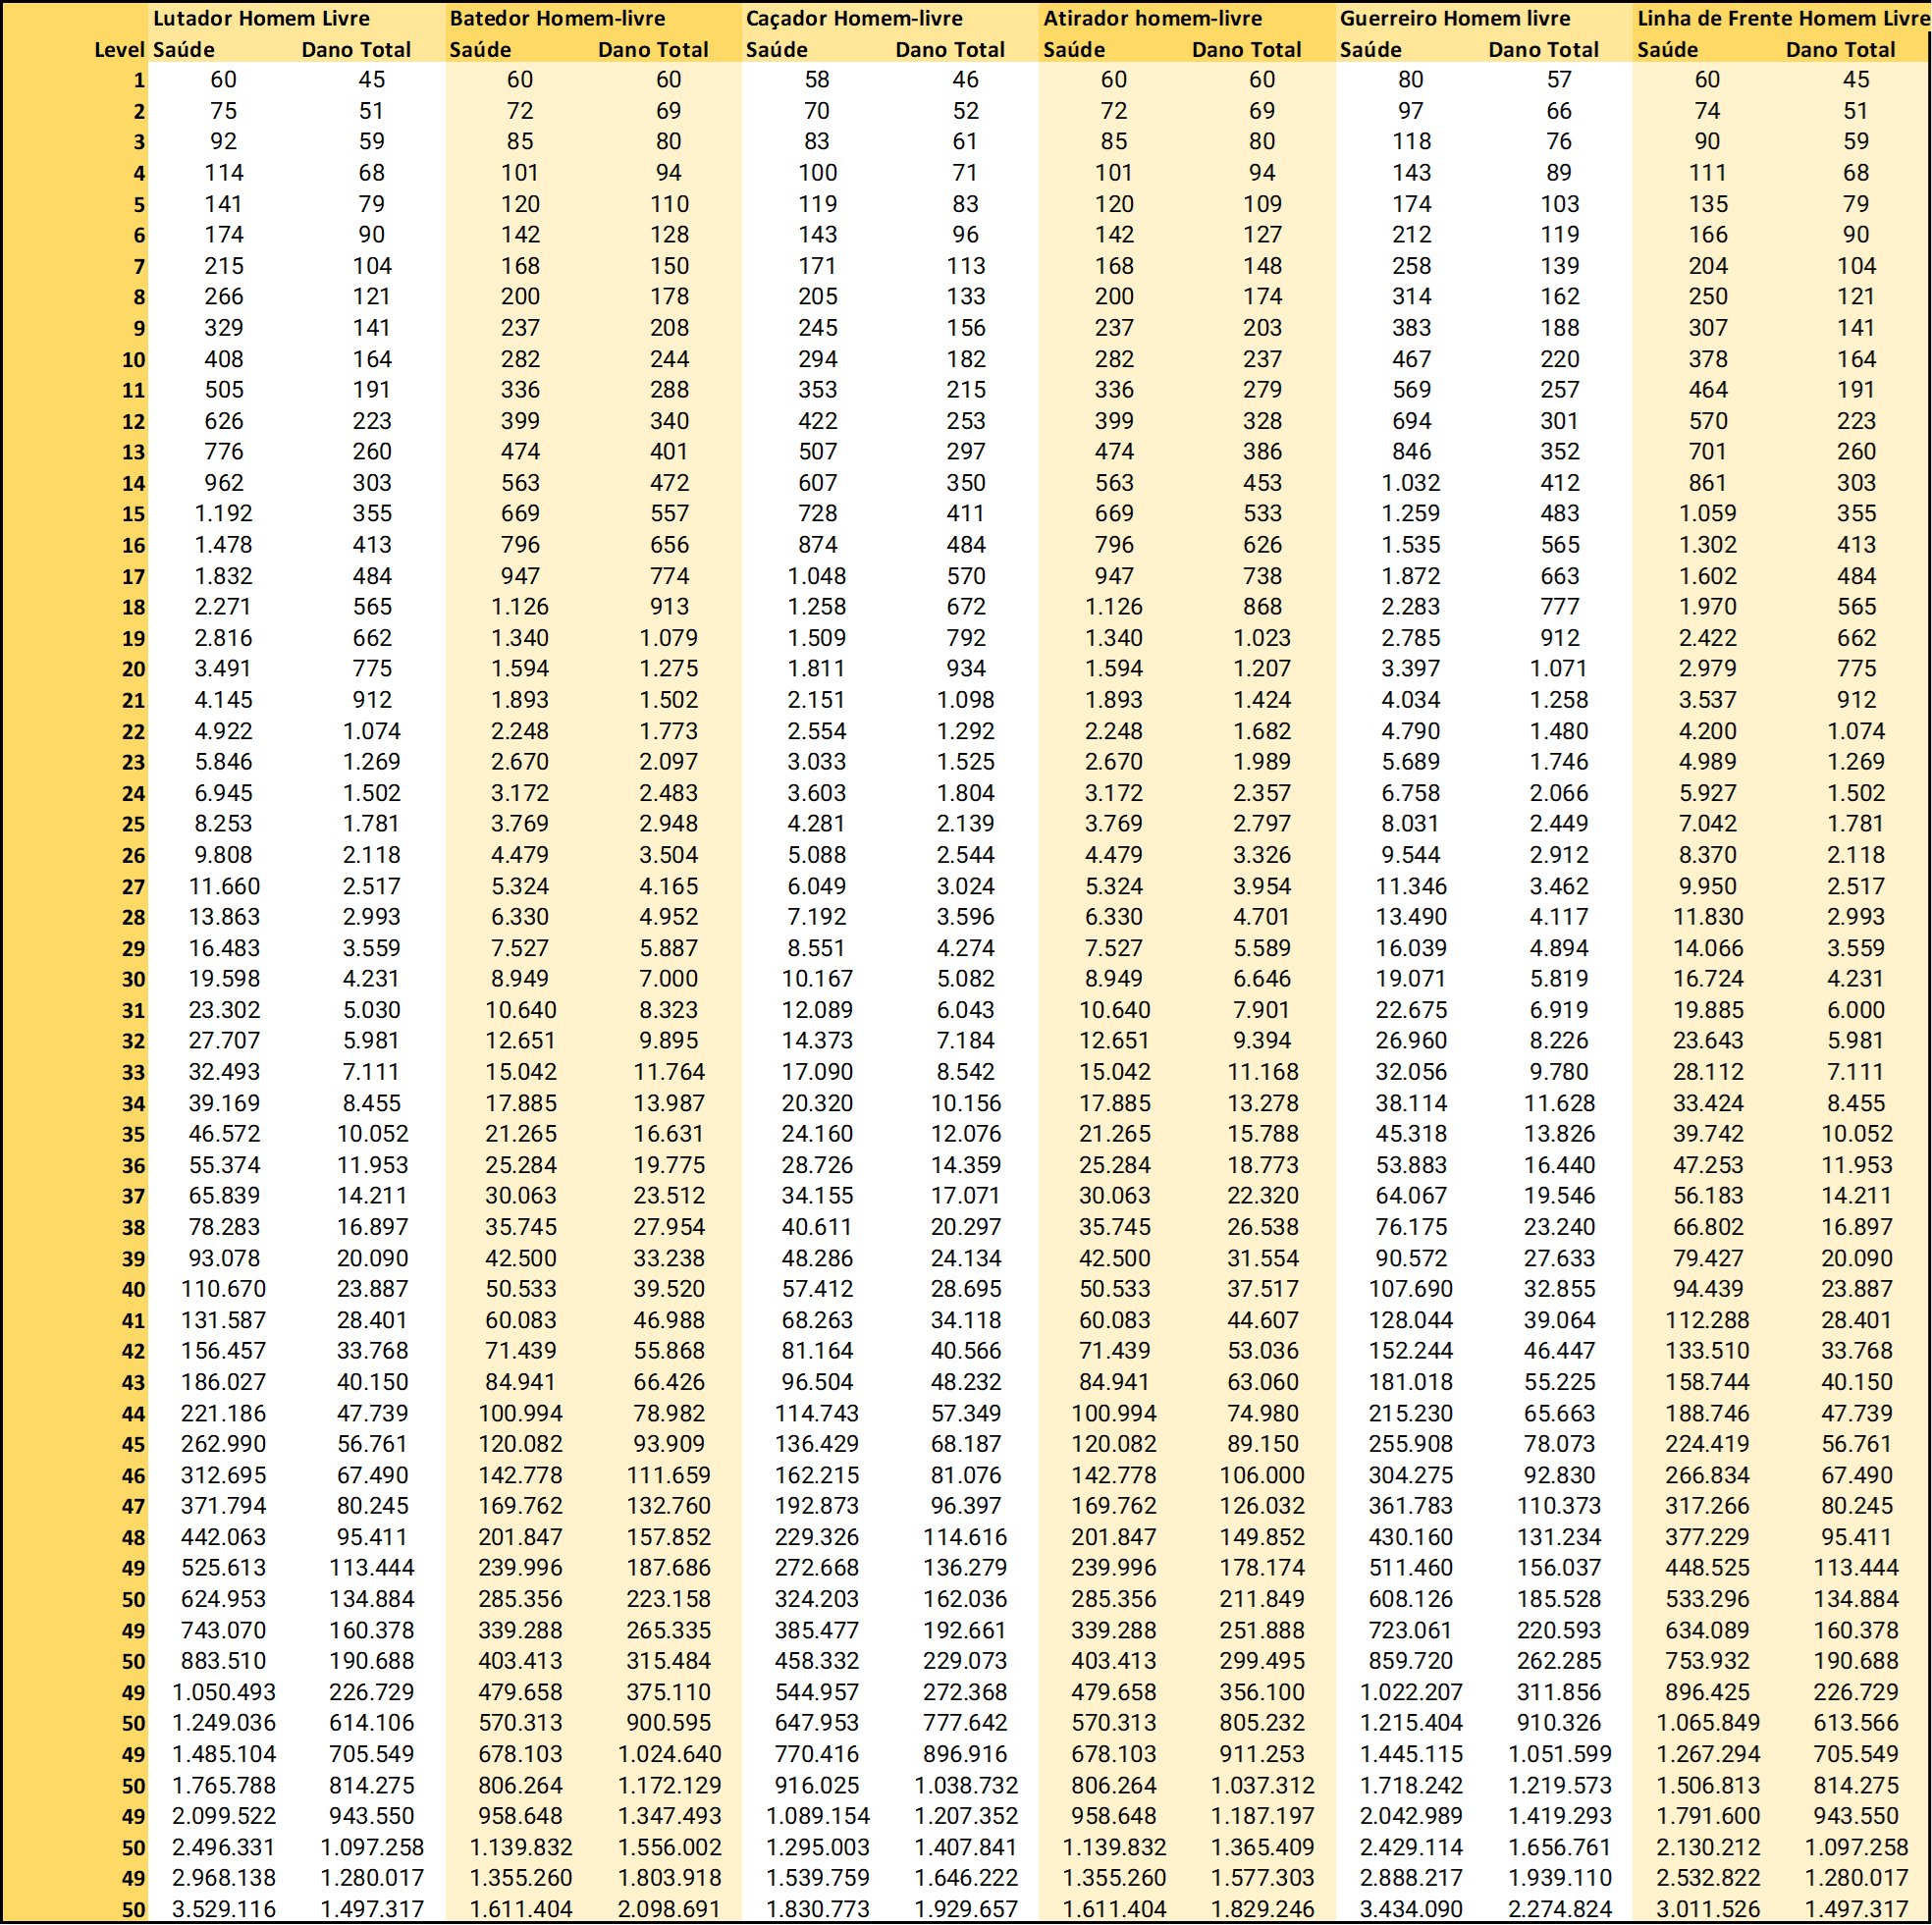 Lutador Homem Livre Batedor Homem-livre Caçador Homem-livre Atirador homem-livre Guerreiro Homem livre Linha de Frente Homem Livre
Level Saúde Dano Total Saúde Dano Total Saúde Dano Total Saúde Dano Total Saúde Dano Total Saúde Dano Total
1 60 45 60 60 58 46 60 60 80 57 60 45
2 75 51 72 69 70 52 72 69 97 66 74 51
3 92 59 85 80 83 61 85 80 118 76 90 59
4 114 68 101 94 100 71 101 94 143 89 111 68
5 141 79 120 110 119 83 120 109 174 103 135 79
6 174 90 142 128 143 96 142 127 212 119 166 90
7 215 104 168 150 171 113 168 148 258 139 204 104
8 266 121 200 178 205 133 200 174 314 162 250 121
9 329 141 237 208 245 156 237 203 383 188 307 141
10 408 164 282 244 294 182 282 237 467 220 378 164
11 505 191 336 288 353 215 336 279 569 257 464 191
12 626 223 399 340 422 253 399 328 694 301 570 223
13 776 260 474 401 507 297 474 386 846 352 701 260
14 962 303 563 472 607 350 563 453 1.032 412 861 303
15 1.192 355 669 557 728 411 669 533 1.259 483 1.059 355
16 1.478 413 796 656 874 484 796 626 1.535 565 1.302 413
17 1.832 484 947 774 1.048 570 947 738 1.872 663 1.602 484
18 2.271 565 1.126 913 1.258 672 1.126 868 2.283 777 1.970 565
19 2.816 662 1.340 1.079 1.509 792 1.340 1.023 2.785 912 2.422 662
20 3.491 775 1.594 1.275 1.811 934 1.594 1.207 3.397 1.071 2.979 775
21 4.145 912 1.893 1.502 2.151 1.098 1.893 1.424 4.034 1.258 3.537 912
22 4.922 1.074 2.248 1.773 2.554 1.292 2.248 1.682 4.790 1.480 4.200 1.074
23 5.846 1.269 2.670 2.097 3.033 1.525 2.670 1.989 5.689 1.746 4.989 1.269
24 6.945 1.502 3.172 2.483 3.603 1.804 3.172 2.357 6.758 2.066 5.927 1.502
25 8.253 1.781 3.769 2.948 4.281 2.139 3.769 2.797 8.031 2.449 7.042 1.781
26 9.808 2.118 4.479 3.504 5.088 2.544 4.479 3.326 9.544 2.912 8.370 2.118
27 11.660 2.517 5.324 4.165 6.049 3.024 5.324 3.954 11.346 3.462 9.950 2.517
28 13.863 2.993 6.330 4.952 7.192 3.596 6.330 4.701 13.490 4.117 11.830 2.993
29 16.483 3.559 7.527 5.887 8.551 4.274 7.527 5.589 16.039 4.894 14.066 3.559
30 19.598 4.231 8.949 7.000 10.167 5.082 8.949 6.646 19.071 5.819 16.724 4.231
31 23.302 5.030 10.640 8.323 12.089 6.043 10.640 7.901 22.675 6.919 19.885 6.000
32 27.707 5.981 12.651 9.895 14.373 7.184 12.651 9.394 26.960 8.226 23.643 5.981
33 32.493 7.111 15.042 11.764 17.090 8.542 15.042 11.168 32.056 9.780 28.112 7.111
34 39.169 8.455 17.885 13.987 20.320 10.156 17.885 13.278 38.114 11.628 33.424 8.455
35 46.572 10.052 21.265 16.631 24.160 12.076 21.265 15.788 45.318 13.826 39.742 10.052
36 55.374 11.953 25.284 19.775 28.726 14.359 25.284 18.773 53.883 16.440 47.253 11.953
37 65.839 14.211 30.063 23.512 34.155 17.071 30.063 22.320 64.067 19.546 56.183 14.211
38 78.283 16.897 35.745 27.954 40.611 20.297 35.745 26.538 76.175 23.240 66.802 16.897
39 93.078 20.090 42.500 33.238 48.286 24.134 42.500 31.554 90.572 27.633 79.427 20.090
40 110.670 23.887 50.533 39.520 57.412 28.695 50.533 37.517 107.690 32.855 94.439 23.887
41 131.587 28.401 60.083 46.988 68.263 34.118 60.083 44.607 128.044 39.064 112.288 28.401
42 156.457 33.768 71.439 55.868 81.164 40.566 71.439 53.036 152.244 46.447 133.510 33.768
43 186.027 40.150 84.941 66.426 96.504 48.232 84.941 63.060 181.018 55.225 158.744 40.150
44 221.186 47.739 100.994 78.982 114.743 57.349 100.994 74.980 215.230 65.663 188.746 47.739
45 262.990 56.761 120.082 93.909 136.429 68.187 120.082 89.150 255.908 78.073 224.419 56.761
46 312.695 67.490 142.778 111.659 162.215 81.076 142.778 106.000 304.275 92.830 266.834 67.490
47 371.794 80.245 169.762 132.760 192.873 96.397 169.762 126.032 361.783 110.373 317.266 80.245
48 442.063 95.411 201.847 157.852 229.326 114.616 201.847 149.852 430.160 131.234 377.229 95.411
49 525.613 113.444 239.996 187.686 272.668 136.279 239.996 178.174 511.460 156.037 448.525 113.444
50 624.953 134.884 285.356 223.158 324.203 162.036 285.356 211.849 608.126 185.528 533.296 134.884
49 743.070 160.378 339.288 265.335 385.477 192.661 339.288 251.888 723.061 220.593 634.089 160.378
50 883.510 190.688 403.413 315.484 458.332 229.073 403.413 299.495 859.720 262.285 753.932 190.688
49 1.050.493 226.729 479.658 375.110 544.957 272.368 479.658 356.100 1.022.207 311.856 896.425 226.729
50 1.249.036 614.106 570.313 900.595 647.953 777.642 570.313 805.232 1.215.404 910.326 1.065.849 613.566
49 1.485.104 705.549 678.103 1.024.640 770.416 896.916 678.103 911.253 1.445.115 1.051.599 1.267.294 705.549
50 1.765.788 814.275 806.264 1.172.129 916.025 1.038.732 806.264 1.037.312 1.718.242 1.219.573 1.506.813 814.275
49 2.099.522 943.550 958.648 1.347.493 1.089.154 1.207.352 958.648 1.187.197 2.042.989 1.419.293 1.791.600 943.550
50 2.496.331 1.097.258 1.139.832 1.556.002 1.295.003 1.407.841 1.139.832 1.365.409 2.429.114 1.656.761 2.130.212 1.097.258
49 2.968.138 1.280.017 1.355.260 1.803.918 1.539.759 1.646.222 1.355.260 1.577.303 2.888.217 1.939.110 2.532.822 1.280.017
50 3.529.116 1.497.317 1.611.404 2.098.691 1.830.773 1.929.657 1.611.404 1.829.246 3.434.090 2.274.824 3.011.526 1.497.317